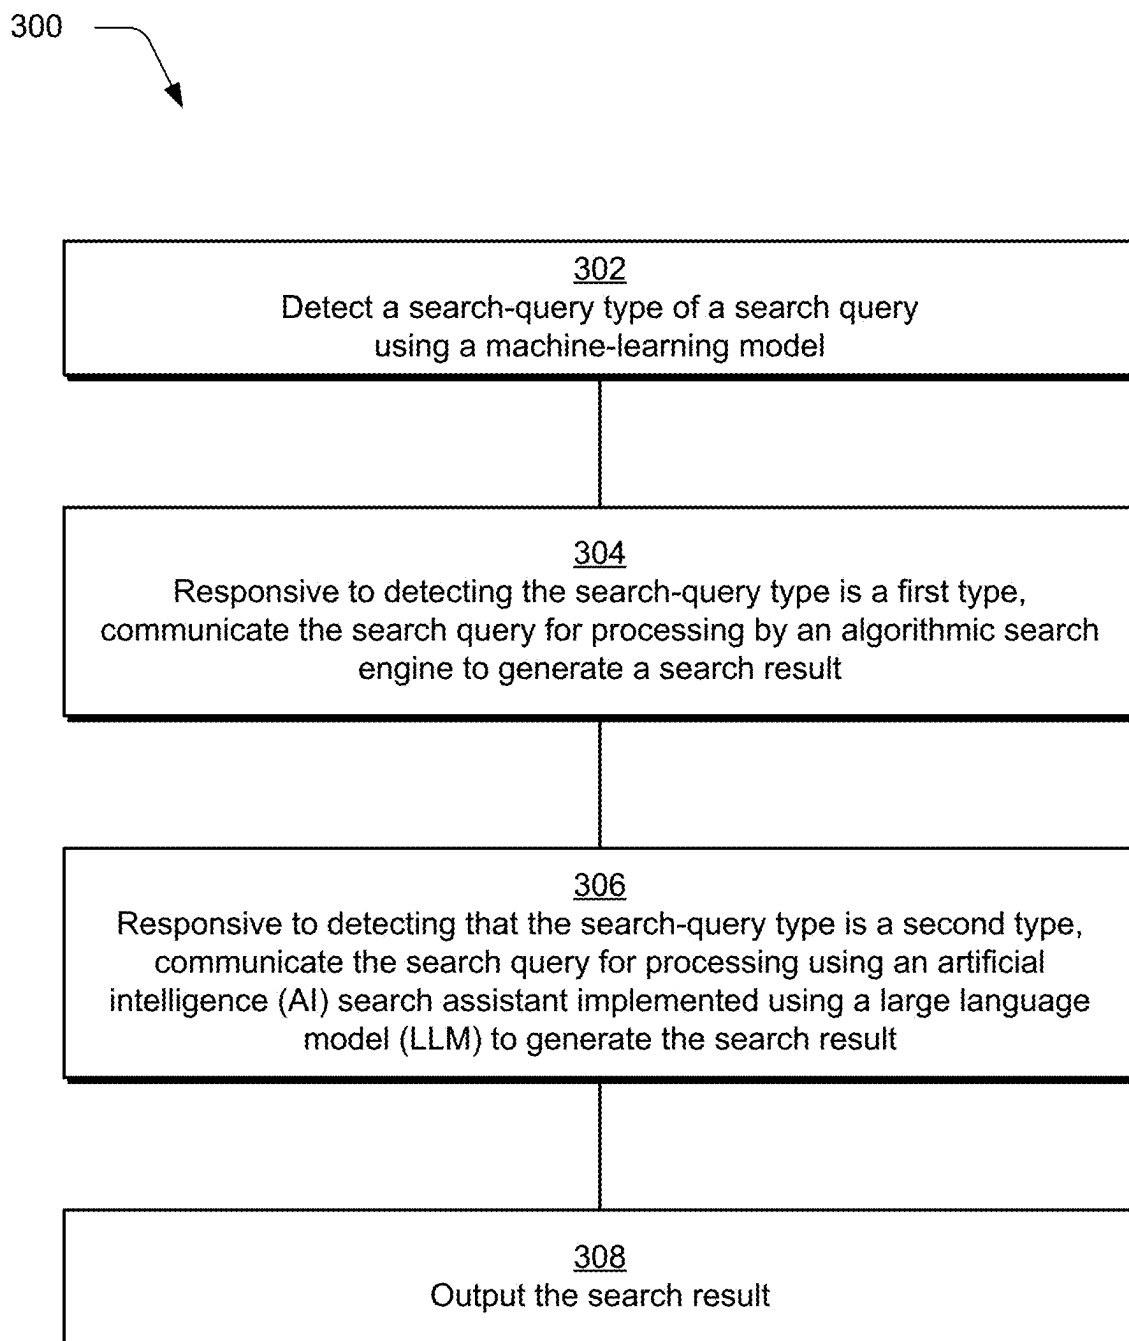 300
302
Detect a search-query type of a search query
using a machine-learning model
304
Responsive to detecting the search-query type is a first type,
communicate the search query for processing by an algorithmic search
engine to generate a search result
306
Responsive to detecting that the search-query type is a second type,
communicate the search query for processing using an artificial
intelligence (AI) search assistant implemented using a large language
model (LLM) to generate the search result
308
Output the search result